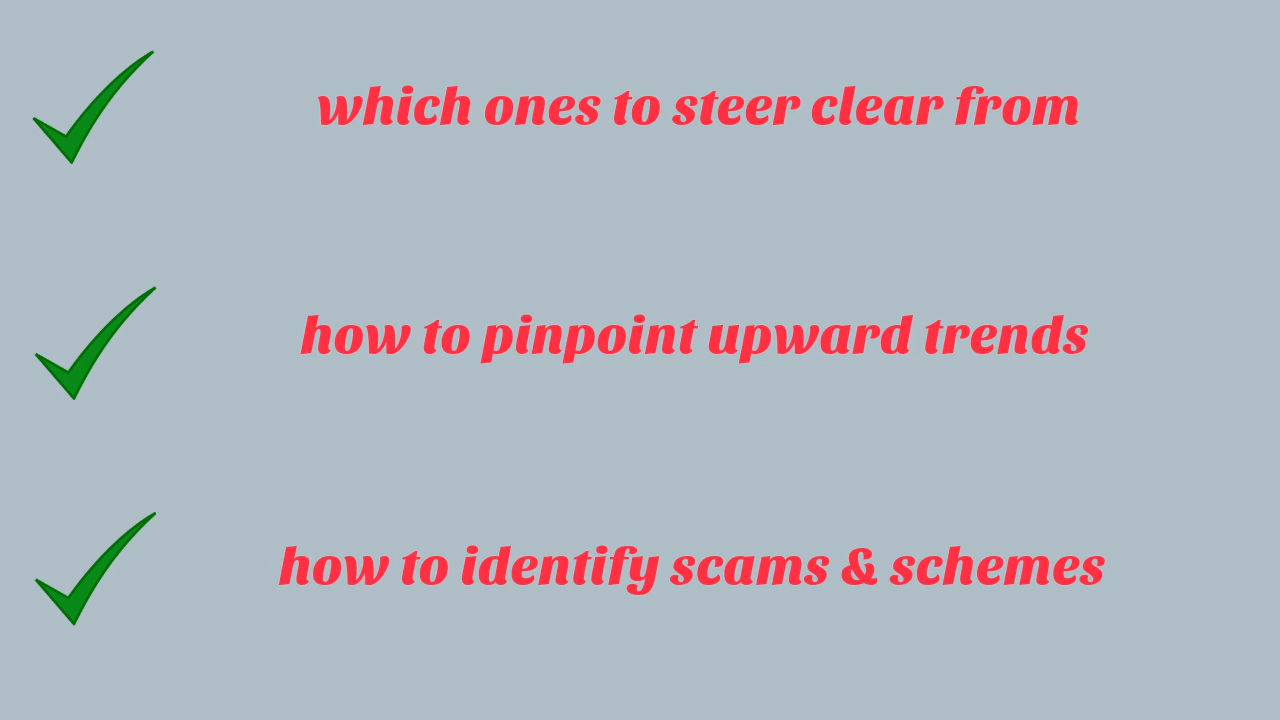 which ones to steer clear from
how to pinpoint upward trends
how to identify scams & schemes